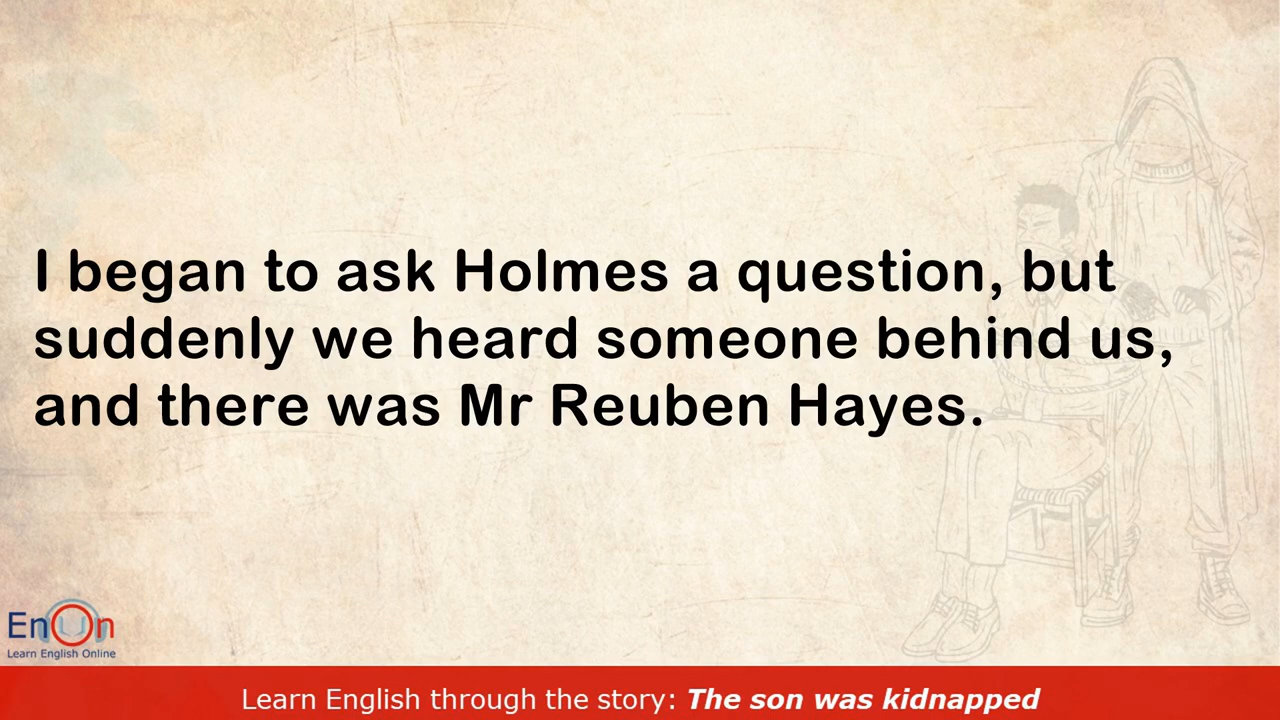 I began to ask Holmes a question, but
suddenly we heard someone behind us,
and there was Mr Reuben Hayes.
EnOn
Learn English Online
Learn English through the story: The son was kidnapped